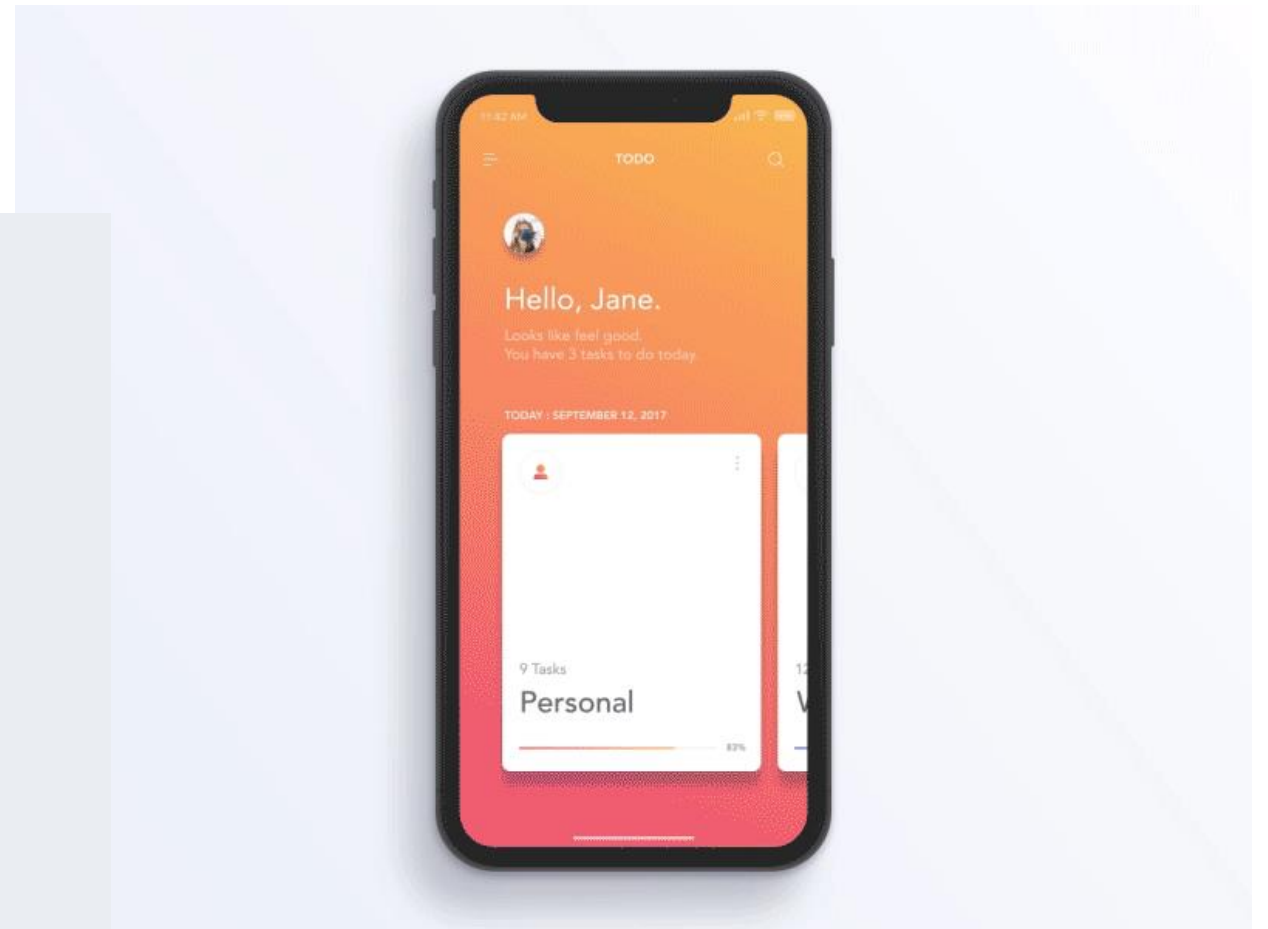 11:42 AM
TODO
Hello, Jane.
Looks like feel good.
You have 3 tasks to do today.
TODAY : SEPTEMBER 12, 2017
9 Tasks
Personal
83%
12